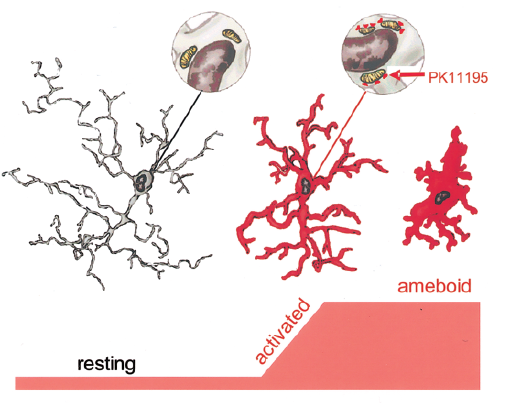 PK11195
ameboid
activated
resting